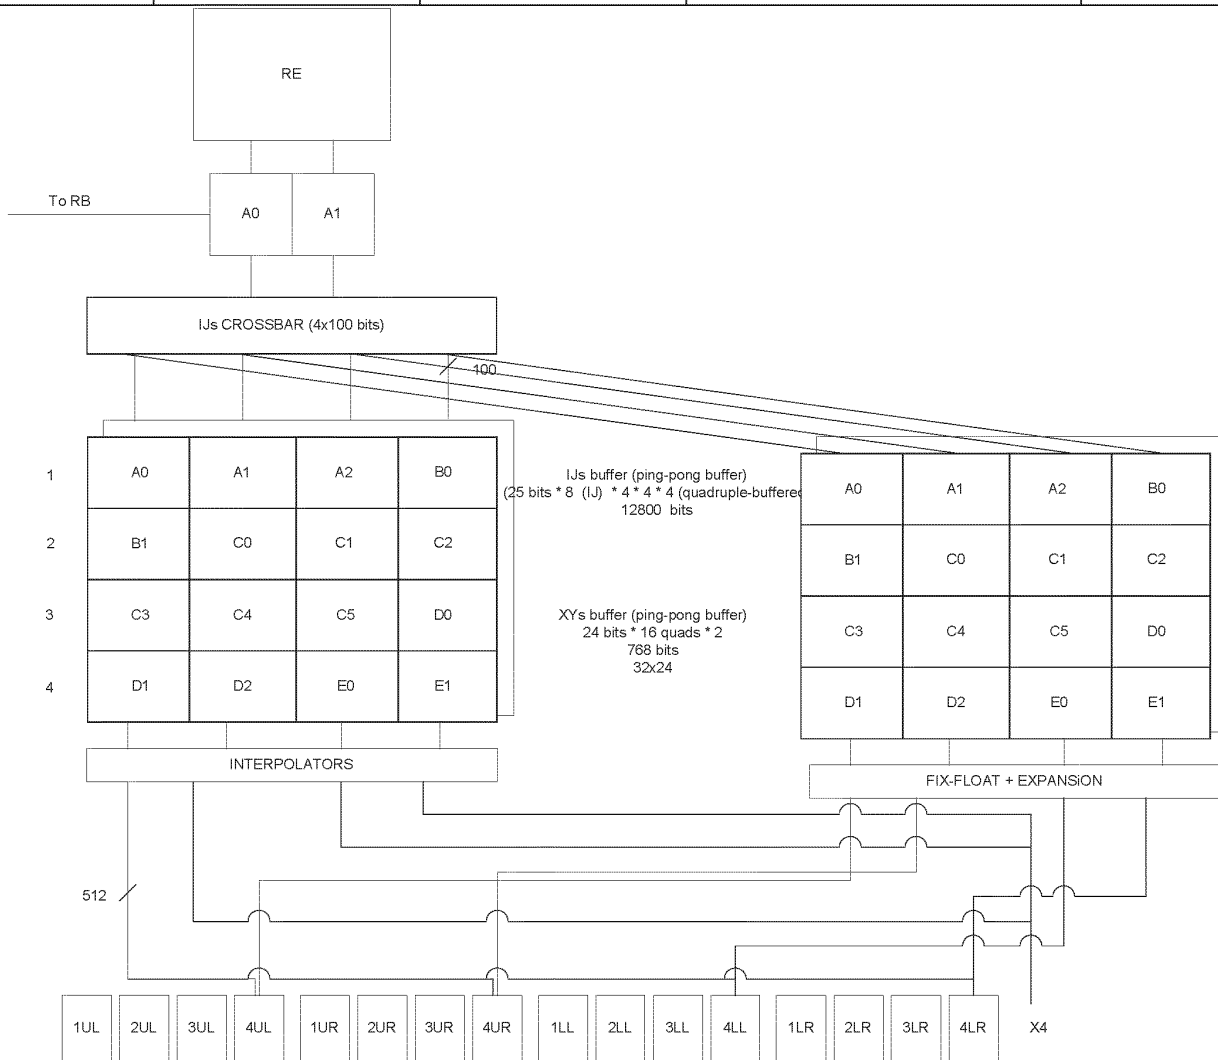 RE
To RB
A0 A1
IJs CROSSBAR (4x100 bits)
100
1 A0 A1 A2 B0
2 B1 C0 C1 C2
3 C3 C4 C5 D0
4 D1 D2 E0 E1
IJs buffer (ping-pong buffer)
(25 bits * 8 (IJ) * 4 * 4 * 4 (quadruple-buffered
12800 bits
XYs buffer (ping-pong buffer)
24 bits * 16 quads * 2
768 bits
32x24
A0 A1 A2 B0
B1 C0 C1 C2
C3 C4 C5 D0
D1 D2 E0 E1
INTERPOLATORS
FIX-FLOAT + EXPANSiON
512
1UL 2UL 3UL 4UL 1UR 2UR 3UR 4UR 1LL 2LL 3LL 4LL 1LR 2LR 3LR 4LR X4